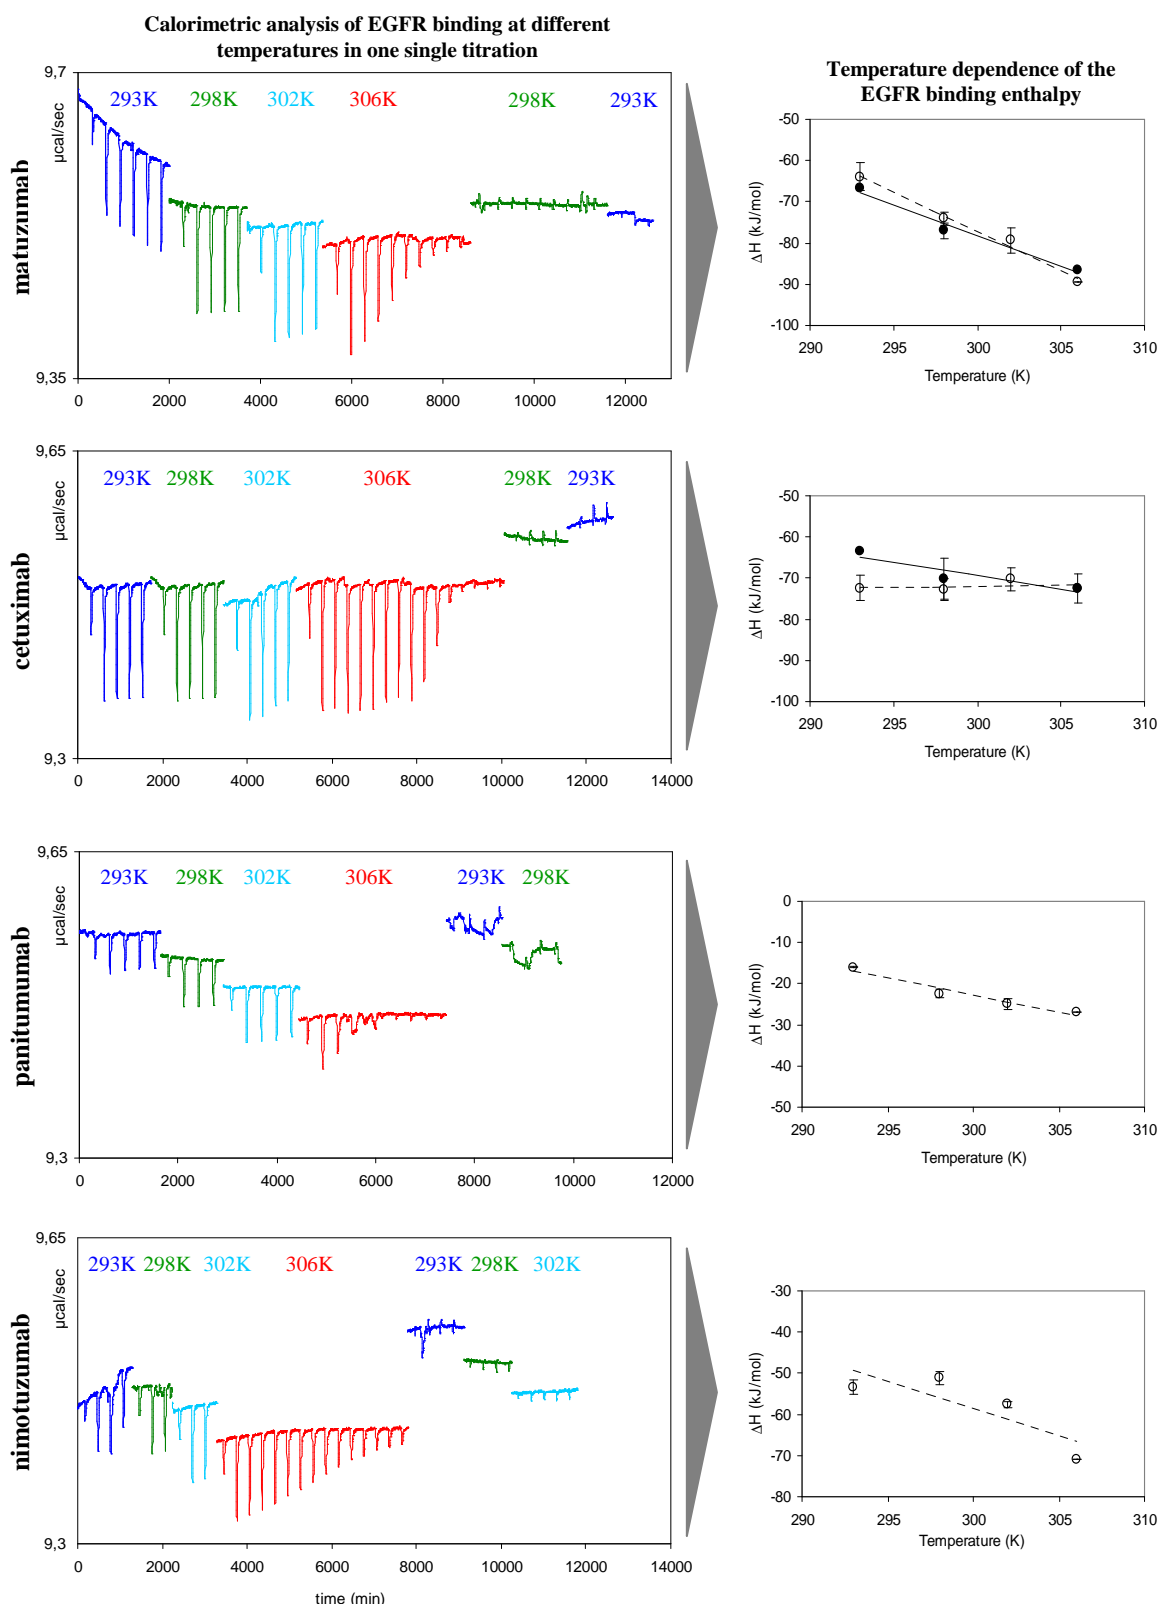 Calorimetric analysis of EGFR binding at different
temperatures in one single titration
Temperature dependence of the
EGFR binding enthalpy
matuzumab
µcal/sec
9,7
9,35
293K 298K 302K 306K 298K 293K
0 2000 4000 6000 8000 10000 12000
ΔH (kJ/mol)
-50
-60
-70
-80
-90
-100
290 295 300 305 310
Temperature (K)
cetuximab
µcal/sec
9,65
9,3
293K 298K 302K 306K 298K 293K
0 2000 4000 6000 8000 10000 12000 14000
ΔH (kJ/mol)
-50
-60
-70
-80
-90
-100
290 295 300 305 310
Temperature (K)
panitumumab
µcal/sec
9,65
9,3
293K 298K 302K 306K 293K 298K
0 2000 4000 6000 8000 10000 12000
ΔH (kJ/mol)
0
-10
-20
-30
-40
-50
290 295 300 305 310
Temperature (K)
nimotuzumab
µcal/sec
9,65
9,3
293K 298K 302K 306K 293K 298K 302K
0 2000 4000 6000 8000 10000 12000 14000
time (min)
ΔH (kJ/mol)
-30
-40
-50
-60
-70
-80
290 295 300 305 310
Temperature (K)